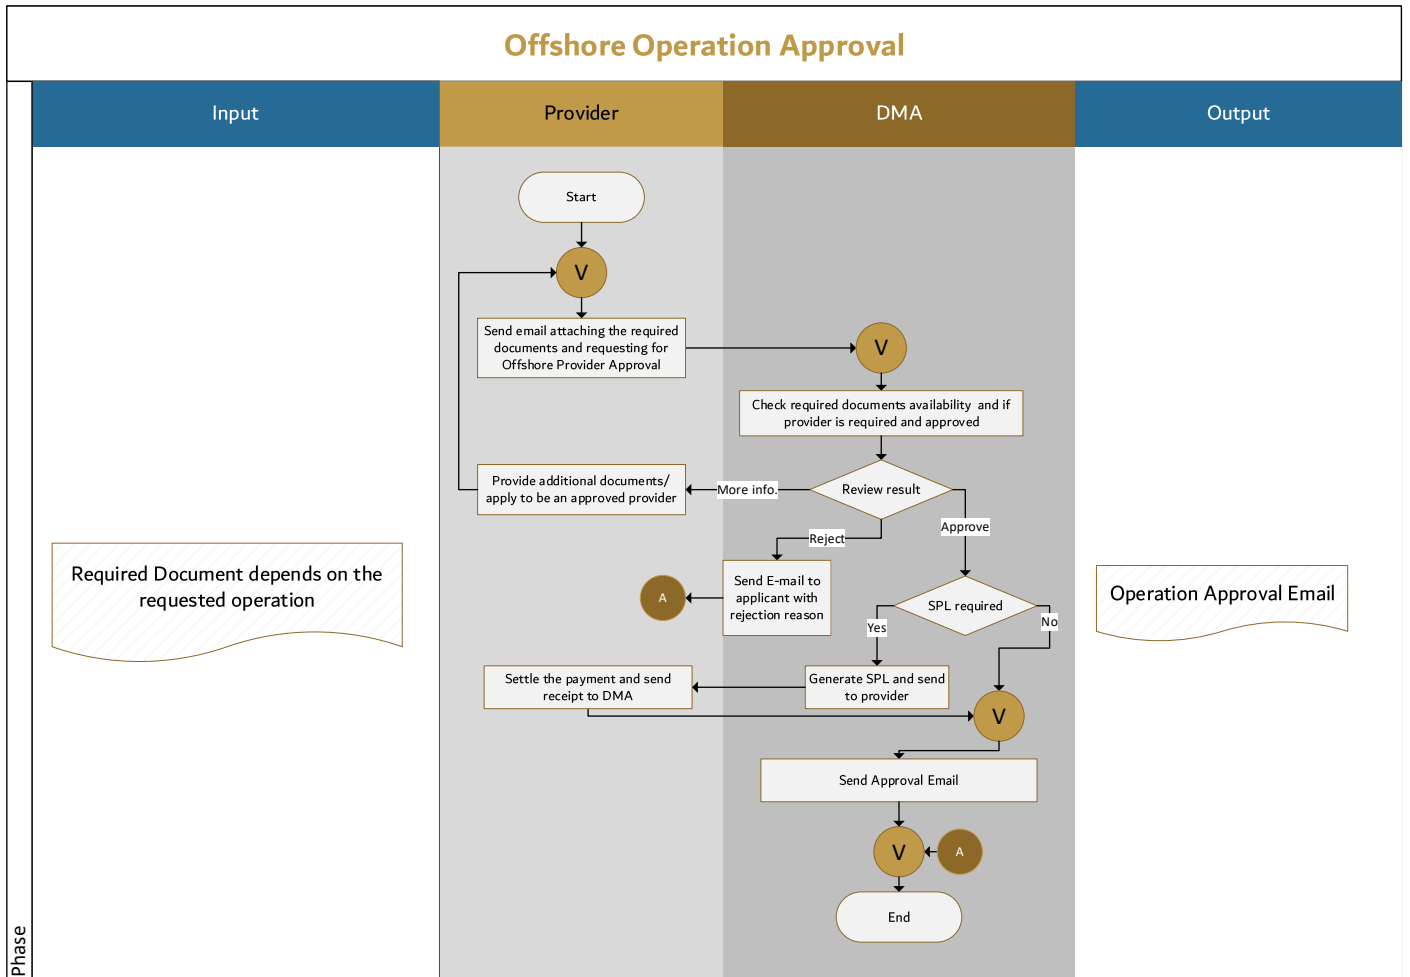 Offshore Operation Approval
Input
Provider
DMA
Output
Start
V
Send email attaching the required
documents and requesting for
Offshore Provider Approval
V
Check required documents availability  and if
provider is required and approved
Provide additional documents/
apply to be an approved provider
More info.
Review result
Reject
Approve
Required Document depends on the
requested operation
A
Send E-mail to
applicant with
rejection reason
SPL required
Yes
No
Operation Approval Email
Settle the payment and send
receipt to DMA
Generate SPL and send
to provider
V
Send Approval Email
V
A
End
Phase